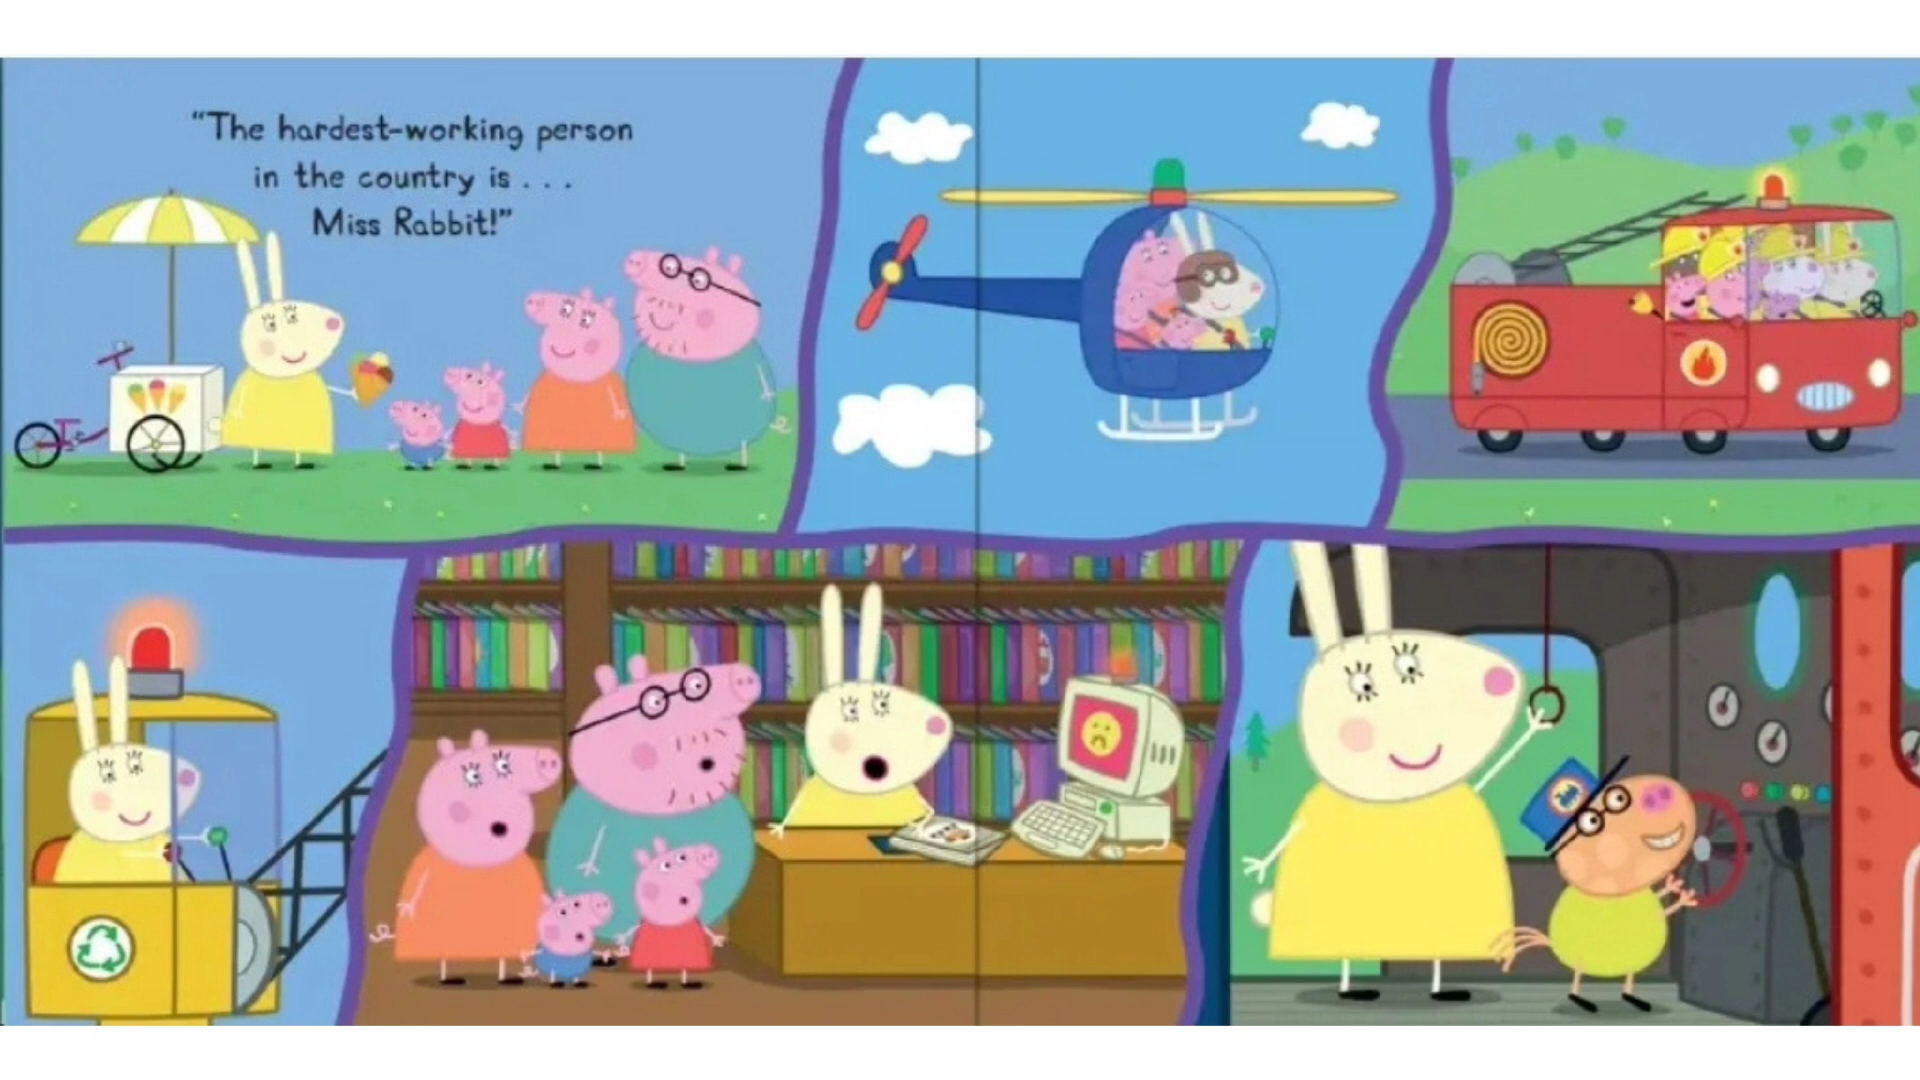 “The hardest-working person
in the country is . . .
Miss Rabbit!”